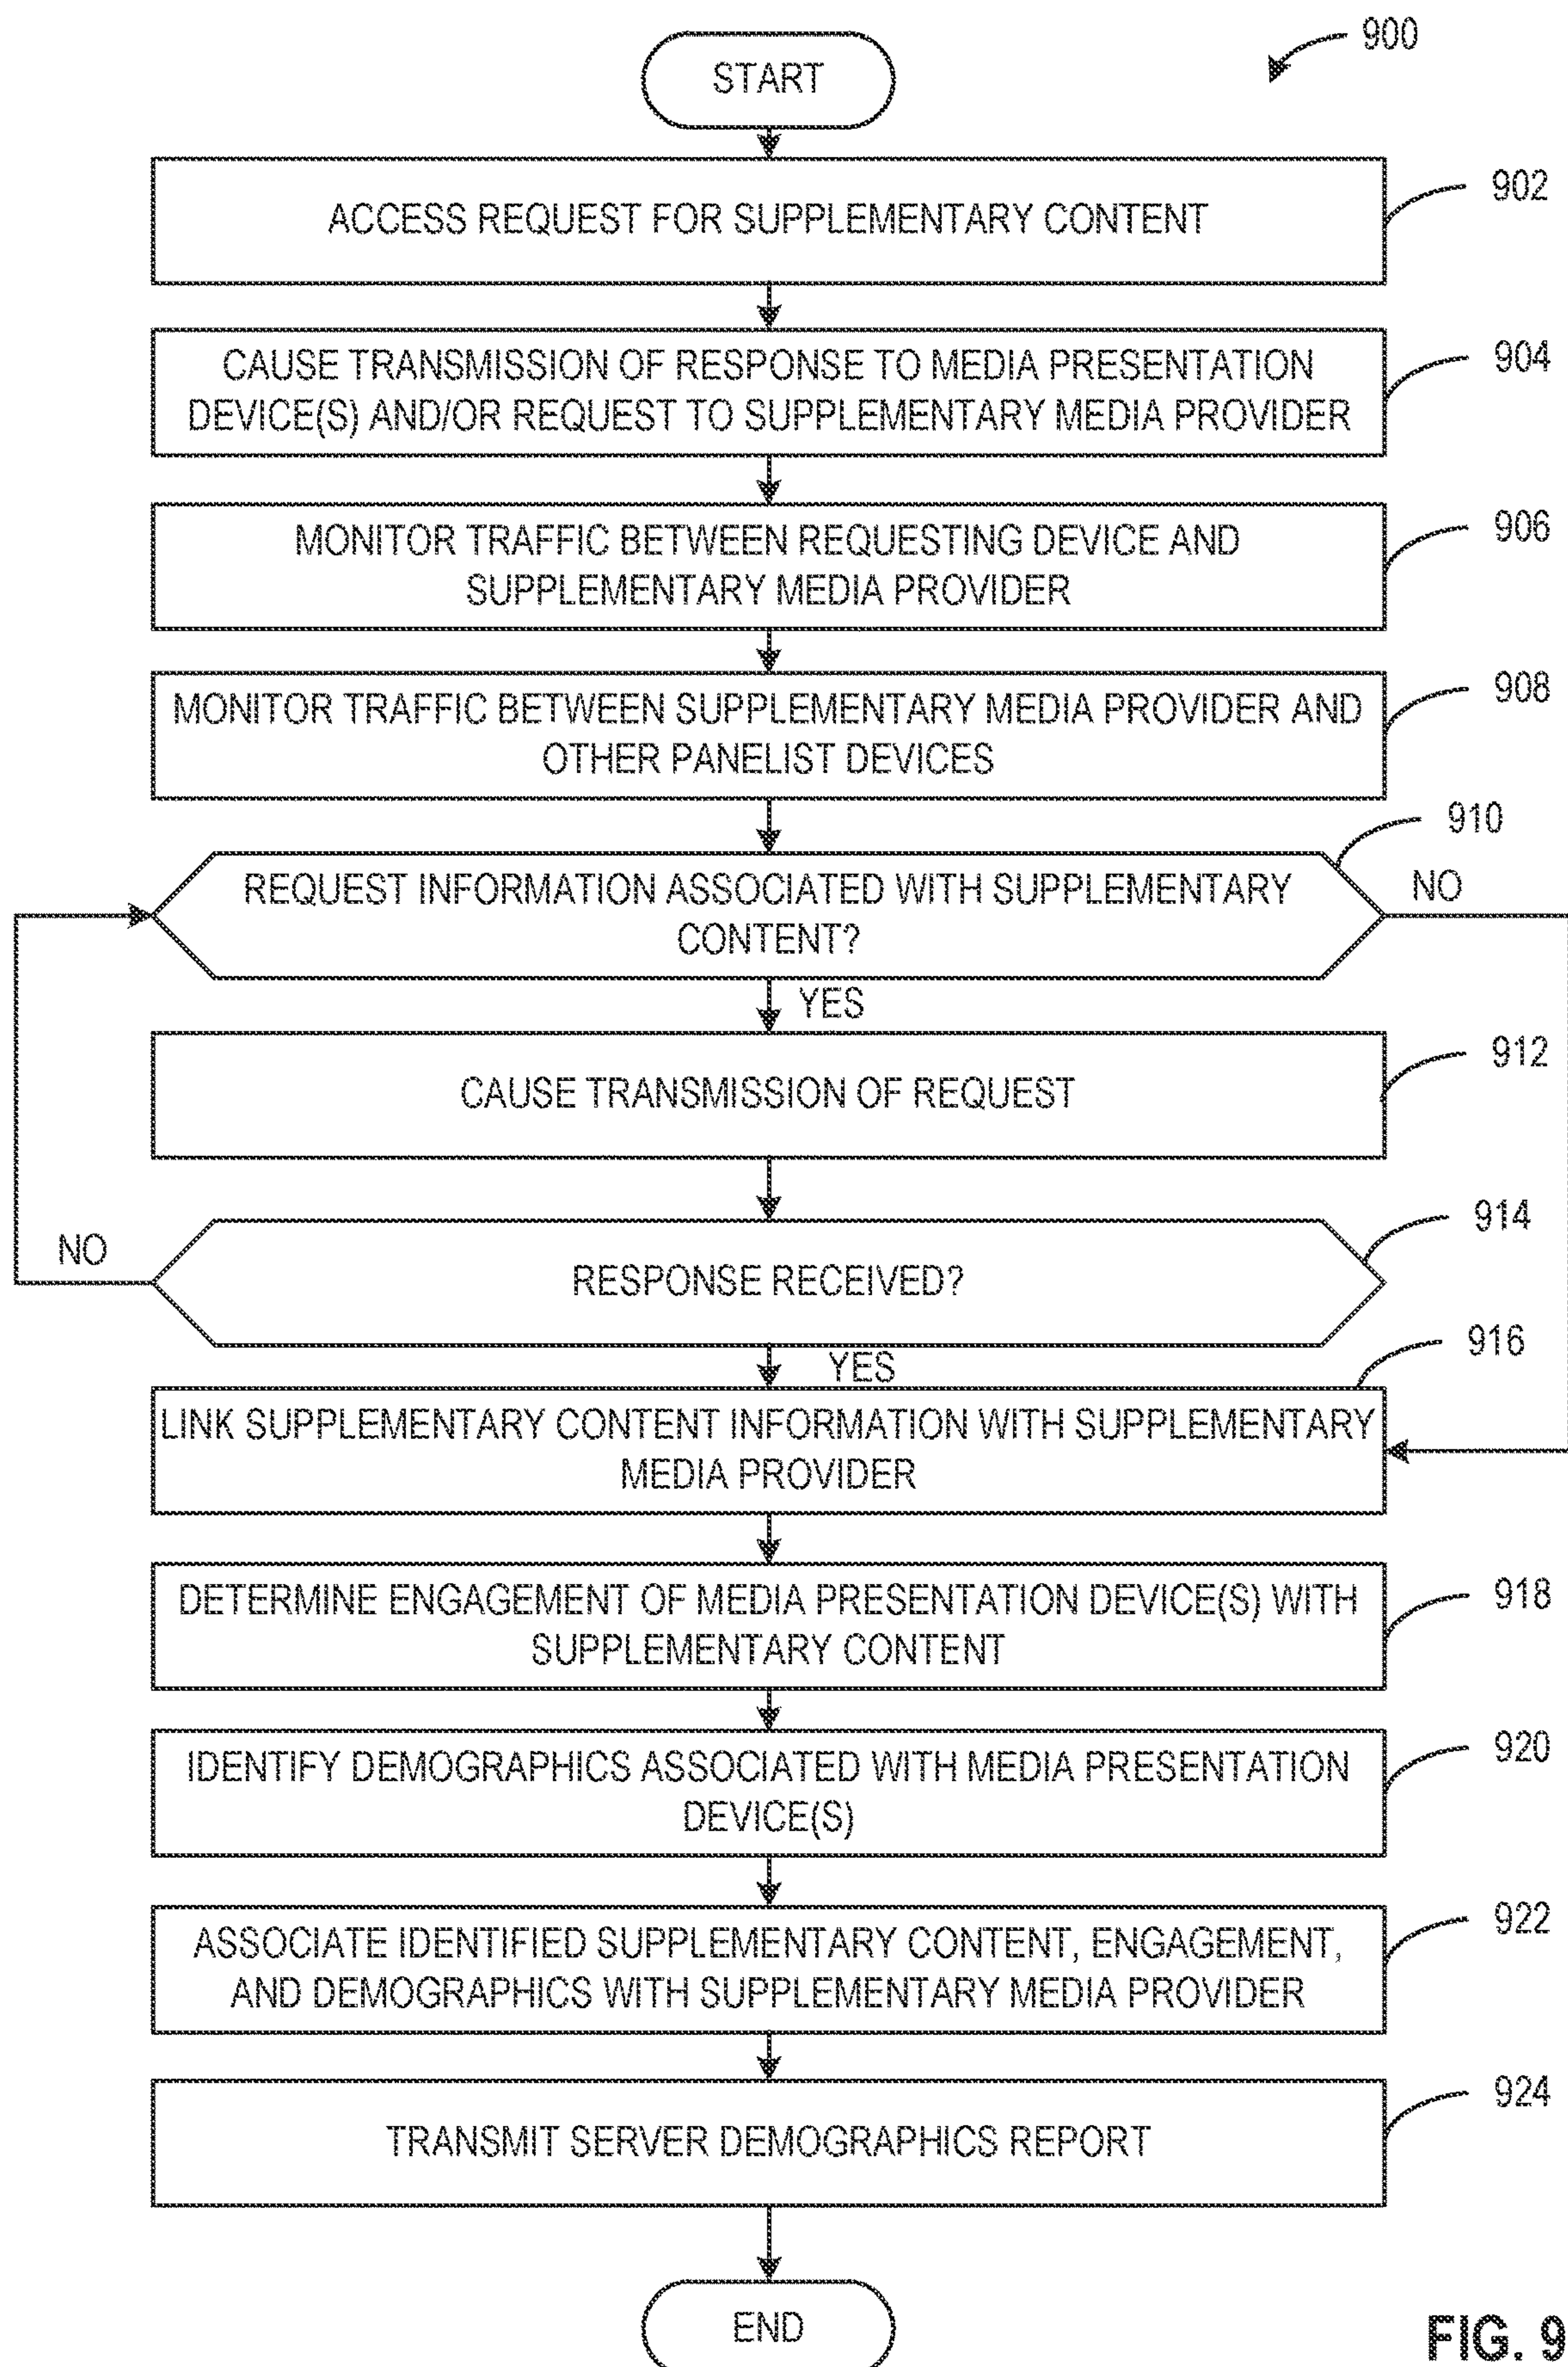 900
START
902
ACCESS REQUEST FOR SUPPLEMENTARY CONTENT
904
CAUSE TRANSMISSION OF RESPONSE TO MEDIA PRESENTATION
DEVICE(S) AND/OR REQUEST TO SUPPLEMENTARY MEDIA PROVIDER
906
MONITOR TRAFFIC BETWEEN REQUESTING DEVICE AND
SUPPLEMENTARY MEDIA PROVIDER
908
MONITOR TRAFFIC BETWEEN SUPPLEMENTARY MEDIA PROVIDER AND
OTHER PANELIST DEVICES
910
REQUEST INFORMATION ASSOCIATED WITH SUPPLEMENTARY
CONTENT?
NO
YES
912
CAUSE TRANSMISSION OF REQUEST
914
NO
RESPONSE RECEIVED?
YES
916
LINK SUPPLEMENTARY CONTENT INFORMATION WITH SUPPLEMENTARY
MEDIA PROVIDER
918
DETERMINE ENGAGEMENT OF MEDIA PRESENTATION DEVICE(S) WITH
SUPPLEMENTARY CONTENT
920
IDENTIFY DEMOGRAPHICS ASSOCIATED WITH MEDIA PRESENTATION
DEVICE(S)
922
ASSOCIATE IDENTIFIED SUPPLEMENTARY CONTENT, ENGAGEMENT,
AND DEMOGRAPHICS WITH SUPPLEMENTARY MEDIA PROVIDER
924
TRANSMIT SERVER DEMOGRAPHICS REPORT
END
FIG. 9